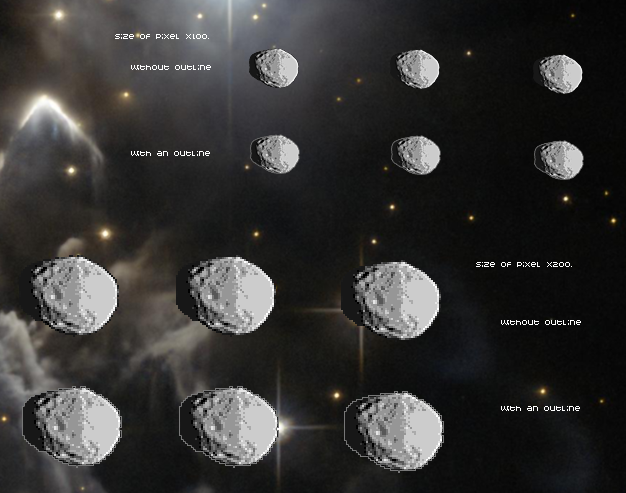 Size of pixel x100.
without outline
with an outline
Size of pixel x200.
without outline
with an outline